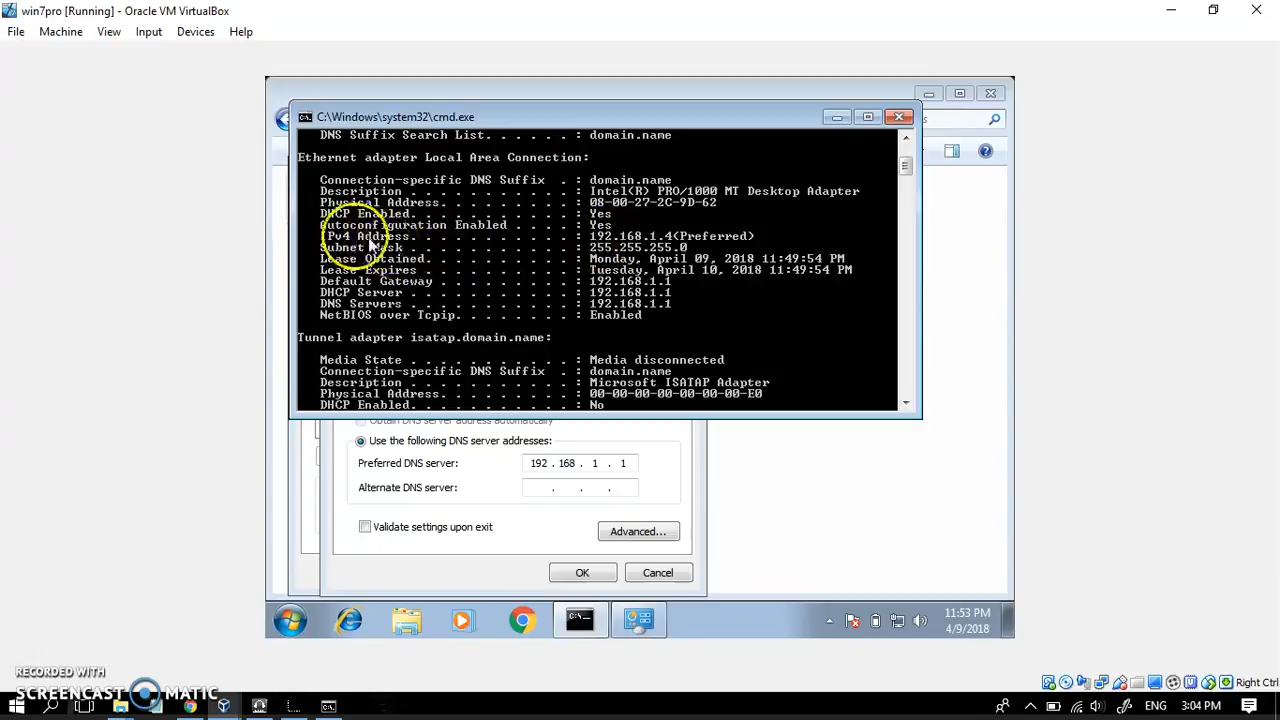 win7pro [Running] - Oracle VM VirtualBox
File Machine View Input Devices Help
C:\Windows\system32\cmd.exe
DNS Suffix Search List. . . . . . : domain.name
Ethernet adapter Local Area Connection:
Connection-specific DNS Suffix . : domain.name
Description . . . . . . . . . . . : Intel(R) PRO/1000 MT Desktop Adapter
Physical Address. . . . . . . . . : 08-00-27-2C-9D-62
DHCP Enabled. . . . . . . . . . . : Yes
Autoconfiguration Enabled . . . . : Yes
IPv4 Address. . . . . . . . . . . : 192.168.1.4(Preferred)
Subnet Mask . . . . . . . . . . . : 255.255.255.0
Lease Obtained. . . . . . . . . . : Monday, April 09, 2018 11:49:54 PM
Lease Expires . . . . . . . . . . : Tuesday, April 10, 2018 11:49:54 PM
Default Gateway . . . . . . . . . : 192.168.1.1
DHCP Server . . . . . . . . . . . : 192.168.1.1
DNS Servers . . . . . . . . . . . : 192.168.1.1
NetBIOS over Tcpip. . . . . . . . : Enabled
Tunnel adapter isatap.domain.name:
Media State . . . . . . . . . . . : Media disconnected
Connection-specific DNS Suffix . : domain.name
Description . . . . . . . . . . . : Microsoft ISATAP Adapter
Physical Address. . . . . . . . . : 00-00-00-00-00-00-00-E0
DHCP Enabled. . . . . . . . . . . : No
Obtain DNS server address automatically
Use the following DNS server addresses:
Preferred DNS server: 192 . 168 . 1 . 1
Alternate DNS server: . . .
Validate settings upon exit
Advanced...
OK Cancel
11:53 PM
4/9/2018
RECORDED WITH
SCREENCAST MATIC
Right Ctrl
ENG 3:04 PM